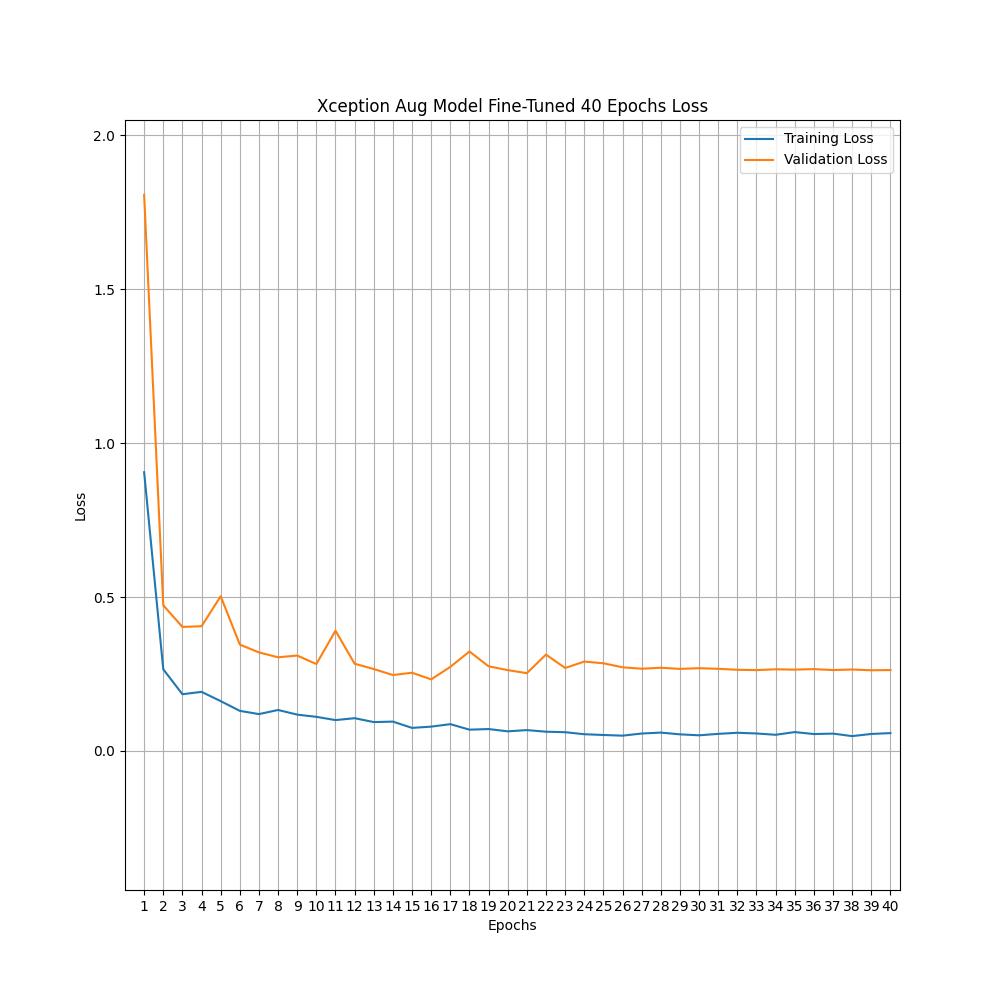 Xception Aug Model Fine-Tuned 40 Epochs Loss
Training Loss
Validation Loss
2.0
1.5
1.0
0.5
0.0
Loss
1 2 3 4 5 6 7 8 9 10 11 12 13 14 15 16 17 18 19 20 21 22 23 24 25 26 27 28 29 30 31 32 33 34 35 36 37 38 39 40
Epochs